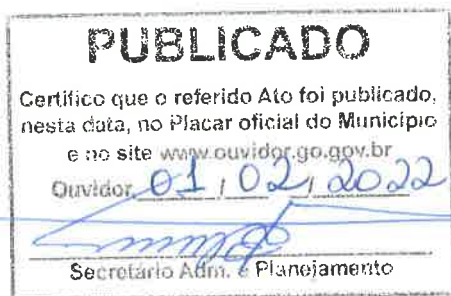 PUBLICADO
Certifico que o referido Ato foi publicado,
nesta data, no Placar oficial do Município
e no site www.ouvidor.go.gov.br
Ouvidor, 01 / 02 / 2022
Secretário Adm. e Planejamento